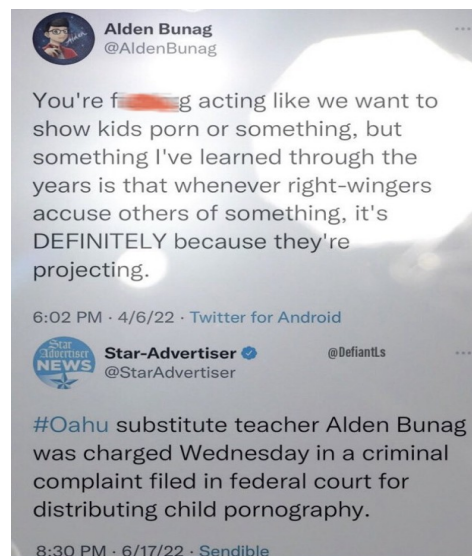 Alden Bunag
@AldenBunag
You're f g acting like we want to
show kids porn or something, but
something I've learned through the
years is that whenever right-wingers
accuse others of something, it's
DEFINITELY because they're
projecting.
6:02 PM · 4/6/22 · Twitter for Android
Star
Advertiser
NEWS
Star-Advertiser
@DefiantLs
@StarAdvertiser
#Oahu substitute teacher Alden Bunag
was charged Wednesday in a criminal
complaint filed in federal court for
distributing child pornography.
8:30 PM · 6/17/22 · Sendible